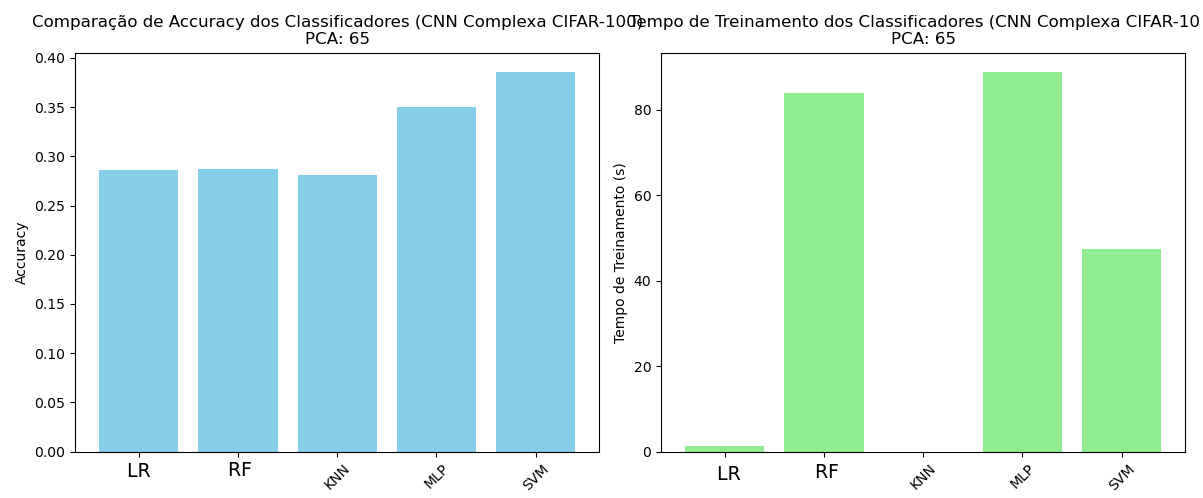 Comparação de Accuracy dos Classificadores (CNN Complexa CIFAR-100)
PCA: 65
Accuracy
0.40
0.35
0.30
0.25
0.20
0.15
0.10
0.05
0.00
LR
RF
KNN
MLP
SVM
Tempo de Treinamento dos Classificadores (CNN Complexa CIFAR-10
PCA: 65
Tempo de Treinamento (s)
80
60
40
20
0
LR
RF
KNN
MLP
SVM